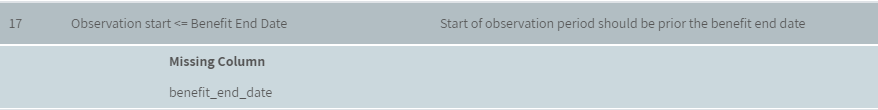 17 Observation start <= Benefit End Date Start of observation period should be prior the benefit end date
Missing Column
benefit_end_date